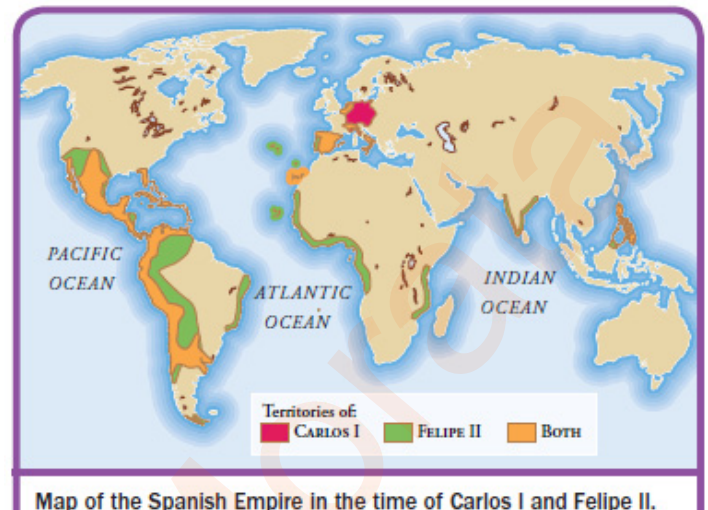 PACIFIC
OCEAN
ATLANTIC
OCEAN
INDIAN
OCEAN
Territories of:
CARLOS I FELIPE II BOTH
Map of the Spanish Empire in the time of Carlos I and Felipe II.